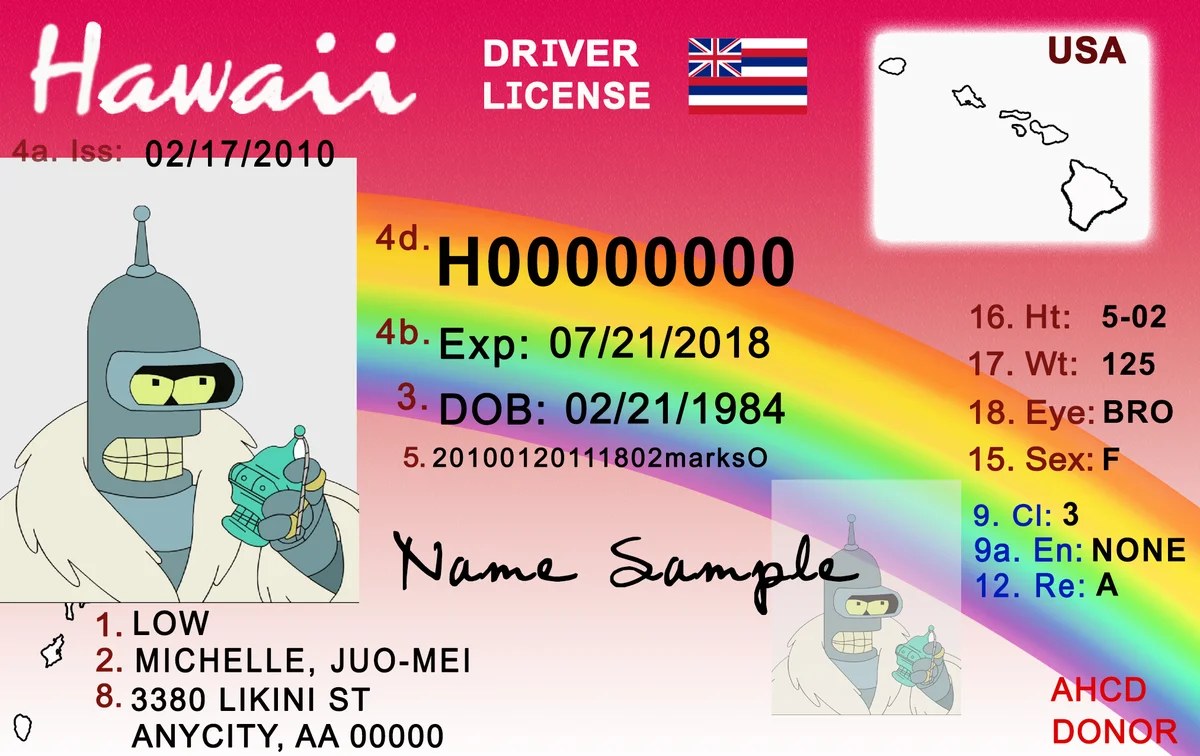 Hawaii
DRIVER
LICENSE
USA
4a. Iss: 02/17/2010
4d. H00000000
4b. Exp: 07/21/2018
3. DOB: 02/21/1984
5. 20100120111802marksO
16. Ht: 5-02
17. Wt: 125
18. Eye: BRO
15. Sex: F
9. Cl: 3
9a. En: NONE
12. Re: A
Name Sample
1. LOW
2. MICHELLE, JUO-MEI
8. 3380 LIKINI ST
ANYCITY, AA 00000
AHCD
DONOR